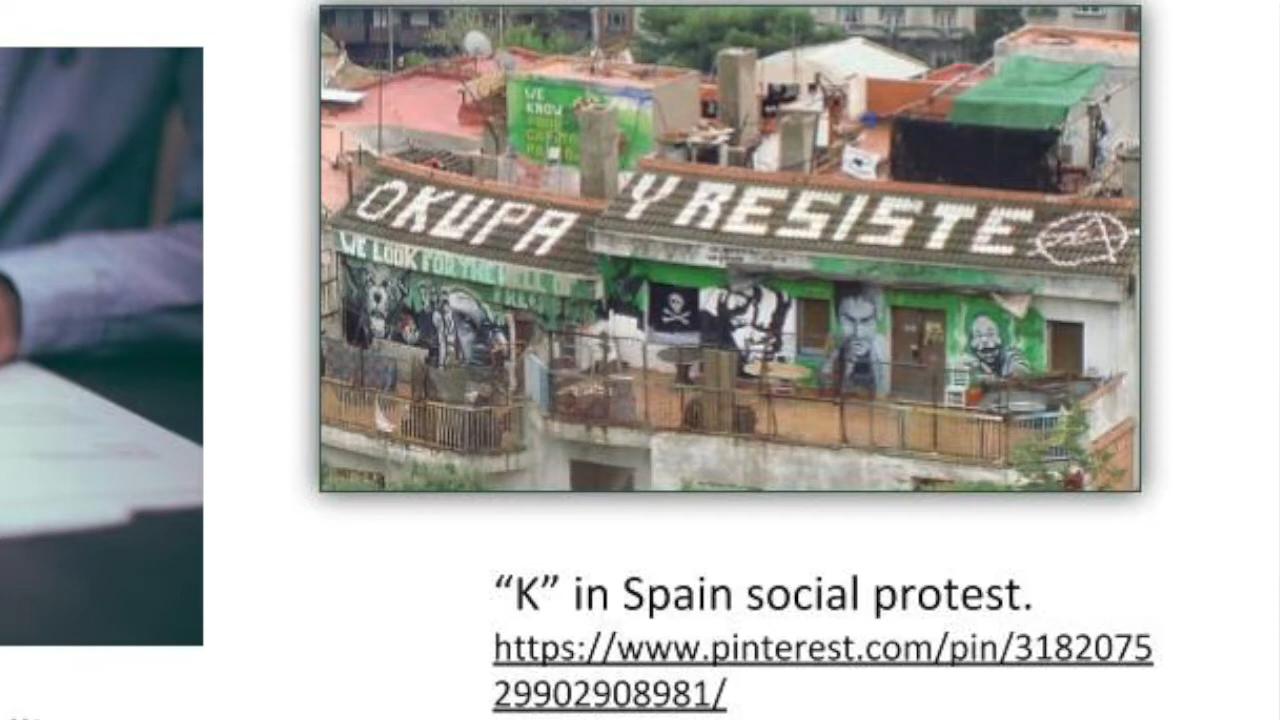 WE
KNOW
OKUPA Y RESISTE
WE LOOK FOR THE
“K” in Spain social protest.
https://www.pinterest.com/pin/3182075
29902908981/